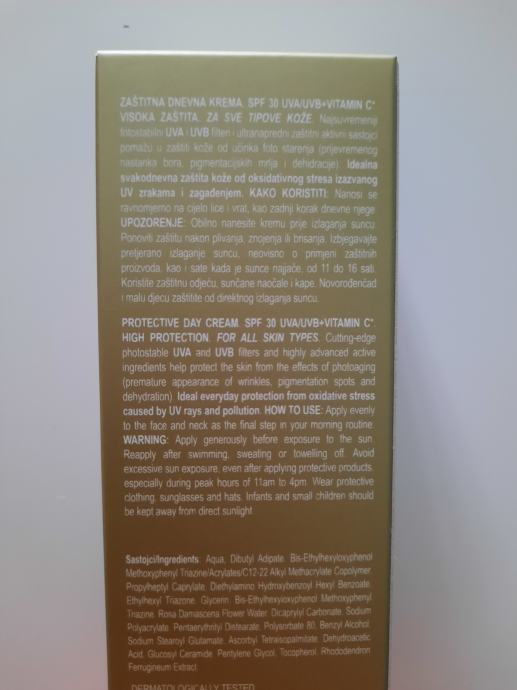 ZAŠTITNA DNEVNA KREMA. SPF 30 UVA/UVB+VITAMIN C*.
VISOKA ZAŠTITA. ZA SVE TIPOVE KOŽE. Najsuvremeniji
fotostabilni UVA i UVB filteri i ultranapredni zaštitni aktivni sastojci
pomažu u zaštiti kože od učinka foto starenja (prijevremenog
nastanka bora, pigmentacijskih mrlja i dehidracije). Idealna
svakodnevna zaštita kože od oksidativnog stresa izazvanog
UV zrakama i zagađenjem. KAKO KORISTITI: Nanosi se
ravnomjerno na cijelo lice i vrat, kao zadnji korak dnevne njege.
UPOZORENJE: Obilno nanesite kremu prije izlaganja suncu.
Ponoviti zaštitu nakon plivanja, znojenja ili brisanja. Izbjegavajte
pretjerano izlaganje suncu, neovisno o primjeni zaštitnih
proizvoda, kao i sate kada je sunce najjače, od 11 do 16 sati.
Koristite zaštitnu odjeću, sunčane naočale i kape. Novorođenčad
i malu djecu zaštitite od direktnog izlaganja suncu.
PROTECTIVE DAY CREAM. SPF 30 UVA/UVB+VITAMIN C*.
HIGH PROTECTION. FOR ALL SKIN TYPES. Cutting-edge
photostable UVA and UVB filters and highly advanced active
ingredients help protect the skin from the effects of photoaging
(premature appearance of wrinkles, pigmentation spots and
dehydration). Ideal everyday protection from oxidative stress
caused by UV rays and pollution. HOW TO USE: Apply evenly
to the face and neck as the final step in your morning routine.
WARNING: Apply generously before exposure to the sun.
Reapply after swimming, sweating or towelling off. Avoid
excessive sun exposure, even after applying protective products,
especially during peak hours of 11am to 4pm. Wear protective
clothing, sunglasses and hats. Infants and small children should
be kept away from direct sunlight.
Sastojci/Ingredients: Aqua, Dibutyl Adipate, Bis-Ethylhexyloxyphenol
Methoxyphenyl Triazine/Acrylates/C12-22 Alkyl Methacrylate Copolymer,
Propylheptyl Caprylate, Diethylamino Hydroxybenzoyl Hexyl Benzoate,
Ethylhexyl Triazone, Glycerin, Bis-Ethylhexyloxyphenol Methoxyphenyl
Triazine, Rosa Damascena Flower Water, Dicaprylyl Carbonate, Sodium
Polyacrylate, Pentaerythrityl Distearate, Polysorbate 80, Benzyl Alcohol,
Sodium Stearoyl Glutamate, Ascorbyl Tetraisopalmitate, Dehydroacetic
Acid, Glucosyl Ceramide, Pentylene Glycol, Tocopherol, Rhododendron
Ferrugineum Extract.
DERMATOLOGICALLY TESTED